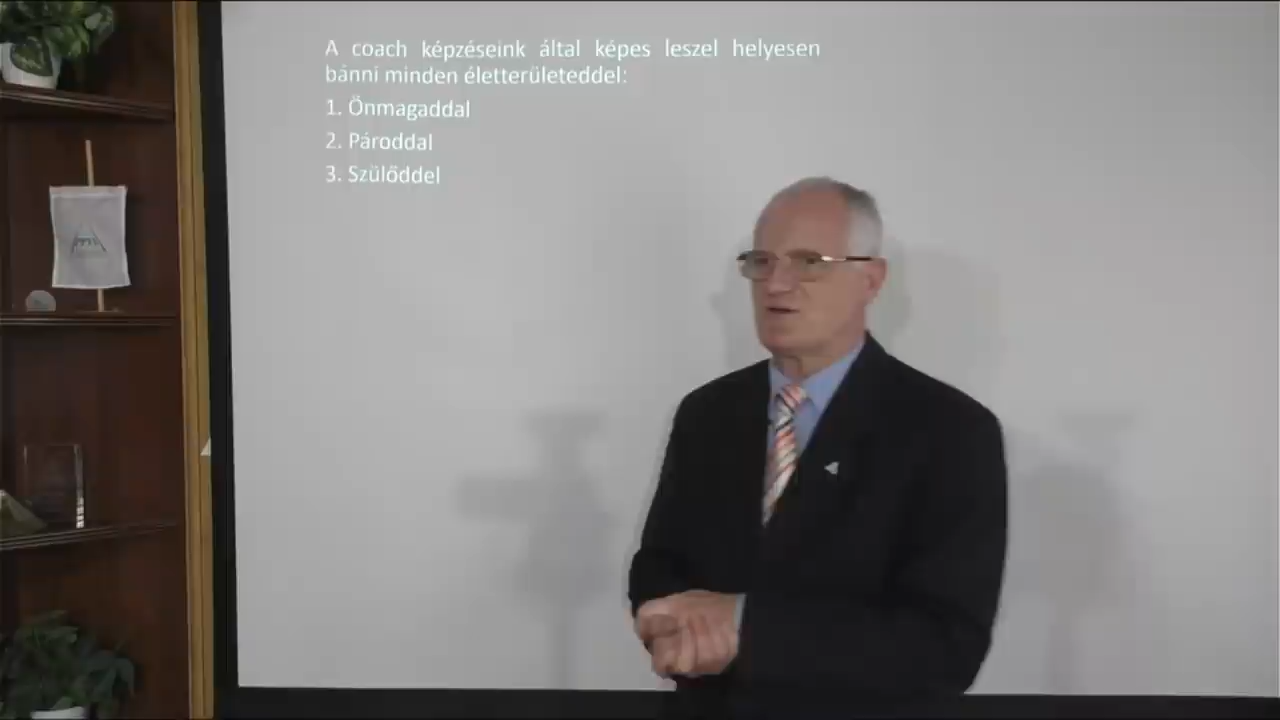 A coach képzéseink által képes leszel helyesen
bánni minden életterületeddel:
1. Önmagaddal
2. Pároddal
3. Szülőddel